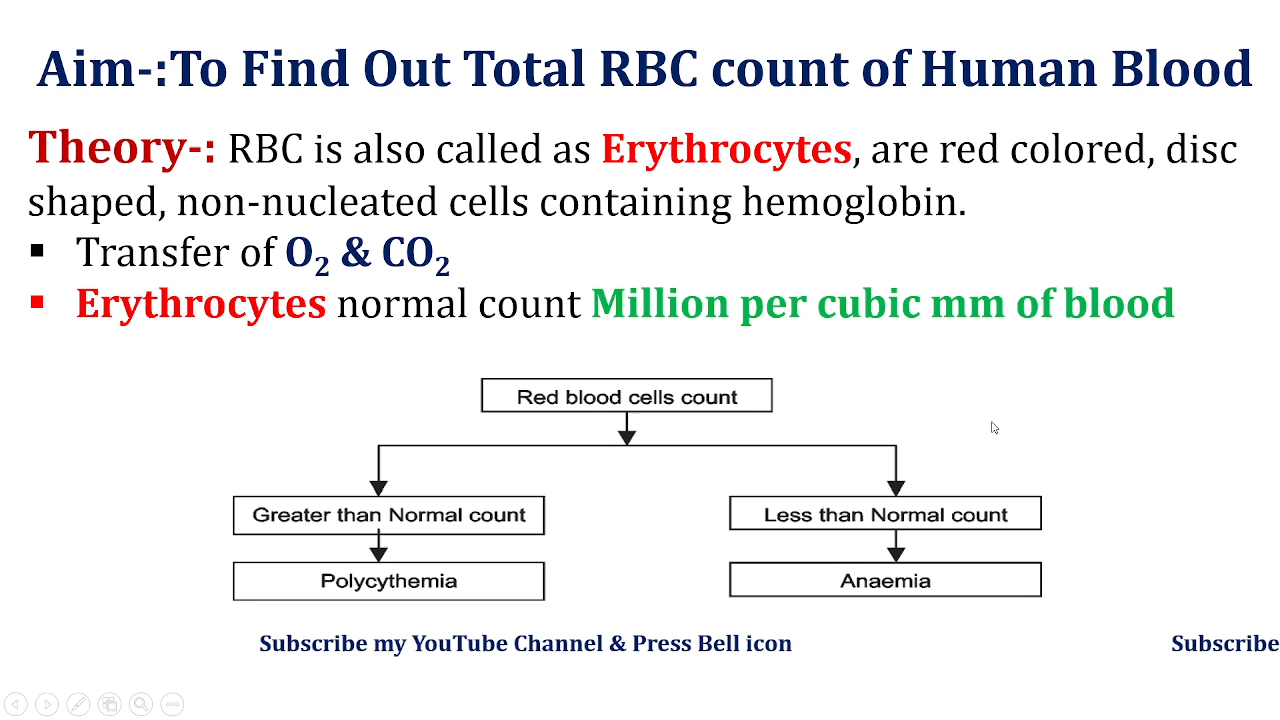 Aim-:To Find Out Total RBC count of Human Blood
Theory-: RBC is also called as Erythrocytes, are red colored, disc
shaped, non-nucleated cells containing hemoglobin.
▪ Transfer of O₂ & CO₂
▪ Erythrocytes normal count Million per cubic mm of blood
Red blood cells count
Greater than Normal count
Less than Normal count
Polycythemia
Anaemia
Subscribe my YouTube Channel & Press Bell icon
Subscribe